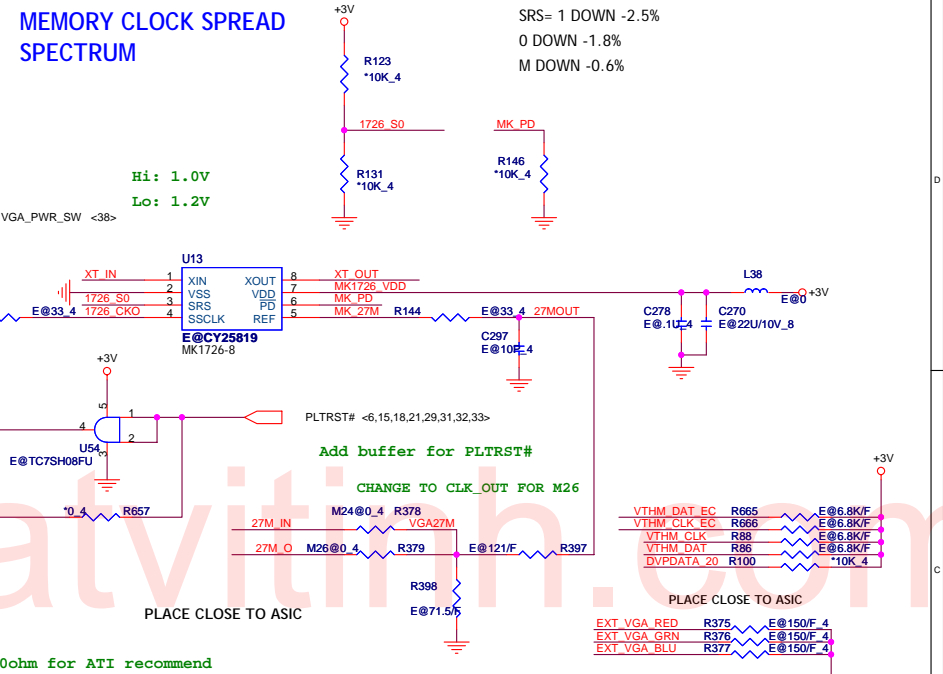 MEMORY CLOCK SPREAD
SPECTRUM
+3V
SRS= 1 DOWN -2.5%
0 DOWN -1.8%
M DOWN -0.6%
R123
*10K_4
1726_S0
MK_PD
R131
*10K_4
R146
*10K_4
Hi: 1.0V
Lo: 1.2V
VGA_PWR_SW <38>
U13
XT_IN 1 XIN XOUT 8 XT_OUT
2 VSS VDD 7 MK1726_VDD
1726_S0 3 SRS PD 6 MK_PD
E@33_4 1726_CKO 4 SSCLK REF 5 MK_27M R144 E@33_4 27MOUT
E@CY25819
MK1726-8
L38
E@0 +3V
C278
E@.1U_4
C270
E@22U/10V_8
C297
E@10P_4
+3V
5
4
1
2
3
U54
E@TC7SH08FU
PLTRST# <6,15,18,21,29,31,32,33>
Add buffer for PLTRST#
CHANGE TO CLK_OUT FOR M26
*0_4 R657
27M_IN M24@0_4 R378 VGA27M
27M_O M26@0_4 R379 E@121/F R397
R398
E@71.5/F
PLACE CLOSE TO ASIC
0ohm for ATI recommend
+3V
VTHM_DAT_EC R665 E@6.8K/F
VTHM_CLK_EC R666 E@6.8K/F
VTHM_CLK R88 E@6.8K/F
VTHM_DAT R86 E@6.8K/F
DVPDATA_20 R100 *10K_4
PLACE CLOSE TO ASIC
EXT_VGA_RED R375 E@150/F_4
EXT_VGA_GRN R376 E@150/F_4
EXT_VGA_BLU R377 E@150/F_4
D
C
atvitinh.com